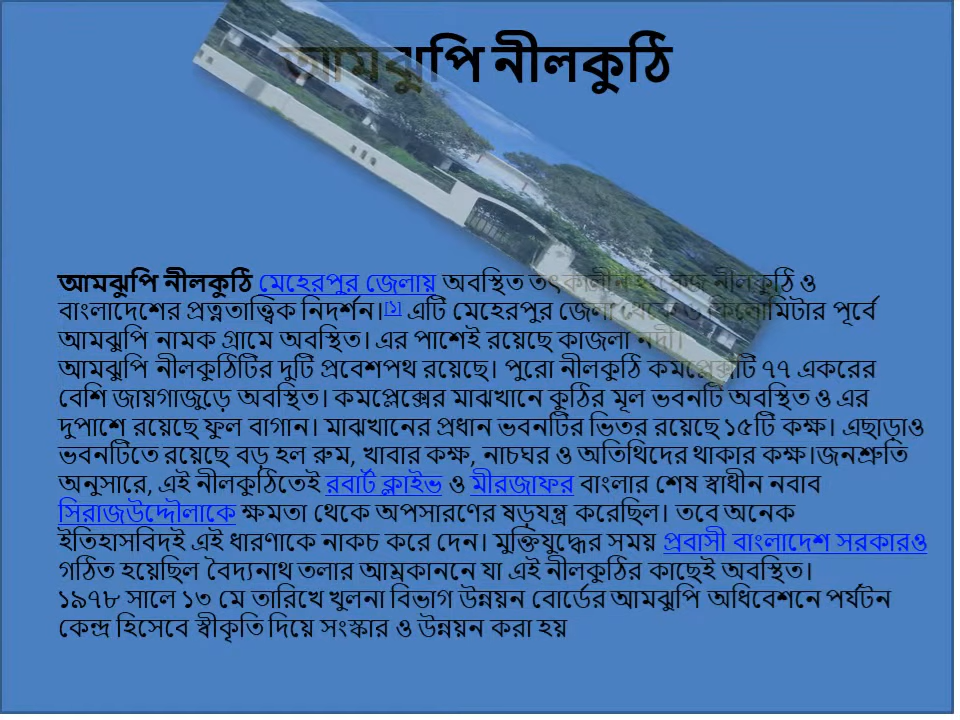 আমঝুপি নীলকুঠি
আমঝুপি নীলকুঠি মেহেরপুর জেলায় অবস্থিত তৎকালীন ইংরেজ নীলকুঠি ও
বাংলাদেশের প্রত্নতাত্ত্বিক নিদর্শন।[১] এটি মেহেরপুর জেলা থেকে ৬ কিলোমিটার পূর্বে
আমঝুপি নামক গ্রামে অবস্থিত। এর পাশেই রয়েছে কাজলা নদী।
আমঝুপি নীলকুঠিটির দুটি প্রবেশপথ রয়েছে। পুরো নীলকুঠি কমপ্লেক্সটি ৭৭ একরের
বেশি জায়গাজুড়ে অবস্থিত। কমপ্লেক্সের মাঝখানে কুঠির মূল ভবনটি অবস্থিত ও এর
দুপাশে রয়েছে ফুল বাগান। মাঝখানের প্রধান ভবনটির ভিতর রয়েছে ১৫টি কক্ষ। এছাড়াও
ভবনটিতে রয়েছে বড় হল রুম, খাবার কক্ষ, নাচঘর ও অতিথিদের থাকার কক্ষ।জনশ্রুতি
অনুসারে, এই নীলকুঠিতেই রবার্ট ক্লাইভ ও মীরজাফর বাংলার শেষ স্বাধীন নবাব
সিরাজউদ্দৌলাকে ক্ষমতা থেকে অপসারণের ষড়যন্ত্র করেছিল। তবে অনেক
ইতিহাসবিদই এই ধারণাকে নাকচ করে দেন। মুক্তিযুদ্ধের সময় প্রবাসী বাংলাদেশ সরকারও
গঠিত হয়েছিল বৈদ্যনাথ তলার আম্রকাননে যা এই নীলকুঠির কাছেই অবস্থিত।
১৯৭৮ সালে ১৩ মে তারিখে খুলনা বিভাগ উন্নয়ন বোর্ডের আমঝুপি অধিবেশনে পর্যটন
কেন্দ্র হিসেবে স্বীকৃতি দিয়ে সংস্কার ও উন্নয়ন করা হয়